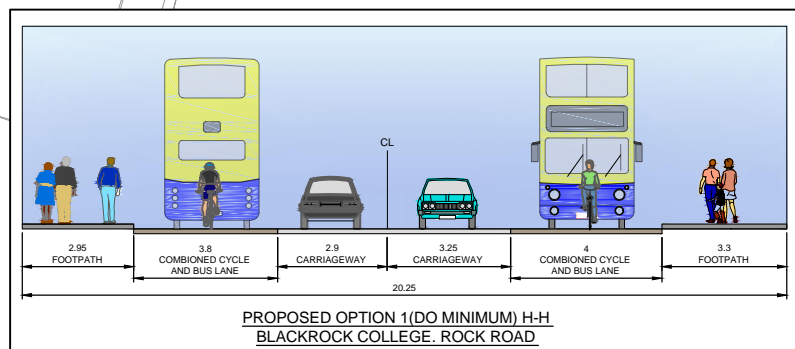 CL
2.95
FOOTPATH
3.8
COMBIONED CYCLE
AND BUS LANE
2.9
CARRIAGEWAY
3.25
CARRIAGEWAY
4
COMBIONED CYCLE
AND BUS LANE
3.3
FOOTPATH
20.25
PROPOSED OPTION 1(DO MINIMUM) H-H
BLACKROCK COLLEGE. ROCK ROAD